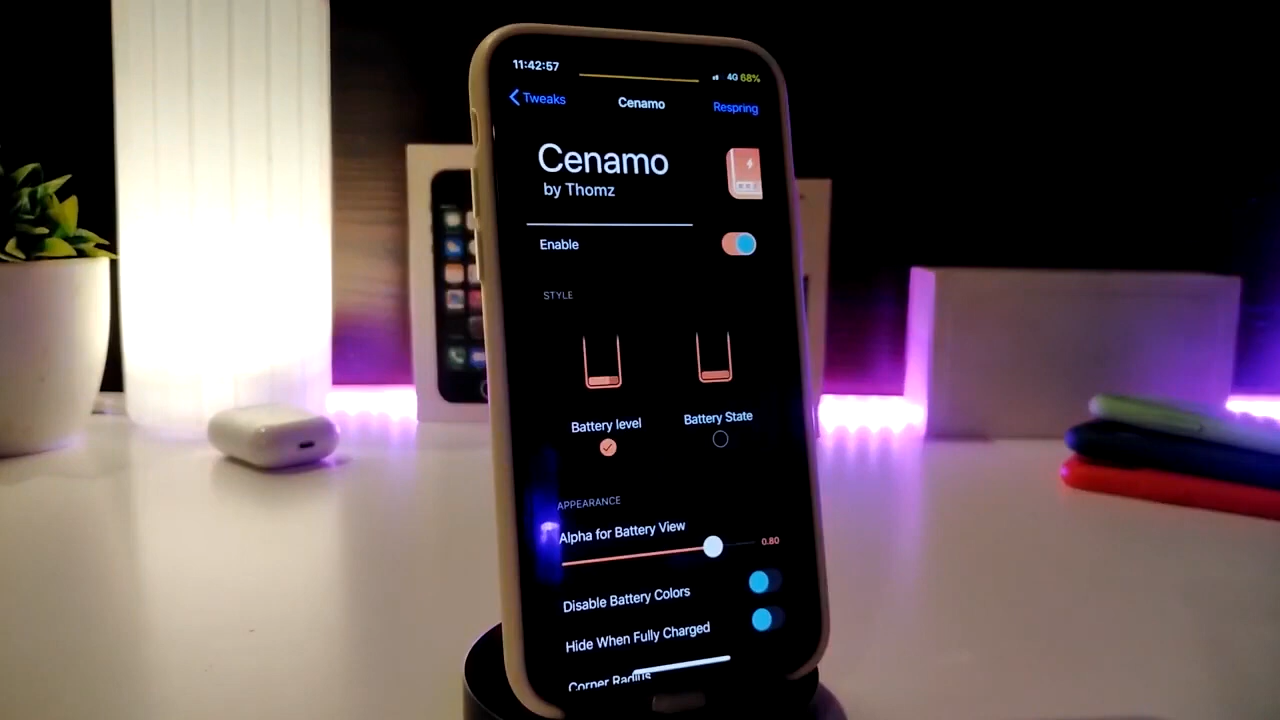 11:42:57
4G 68%
Tweaks
Cenamo
Respring
Cenamo
by Thomz
Enable
STYLE
Battery level
Battery State
APPEARANCE
Alpha for Battery View
0.80
Disable Battery Colors
Hide When Fully Charged
Corner Radius